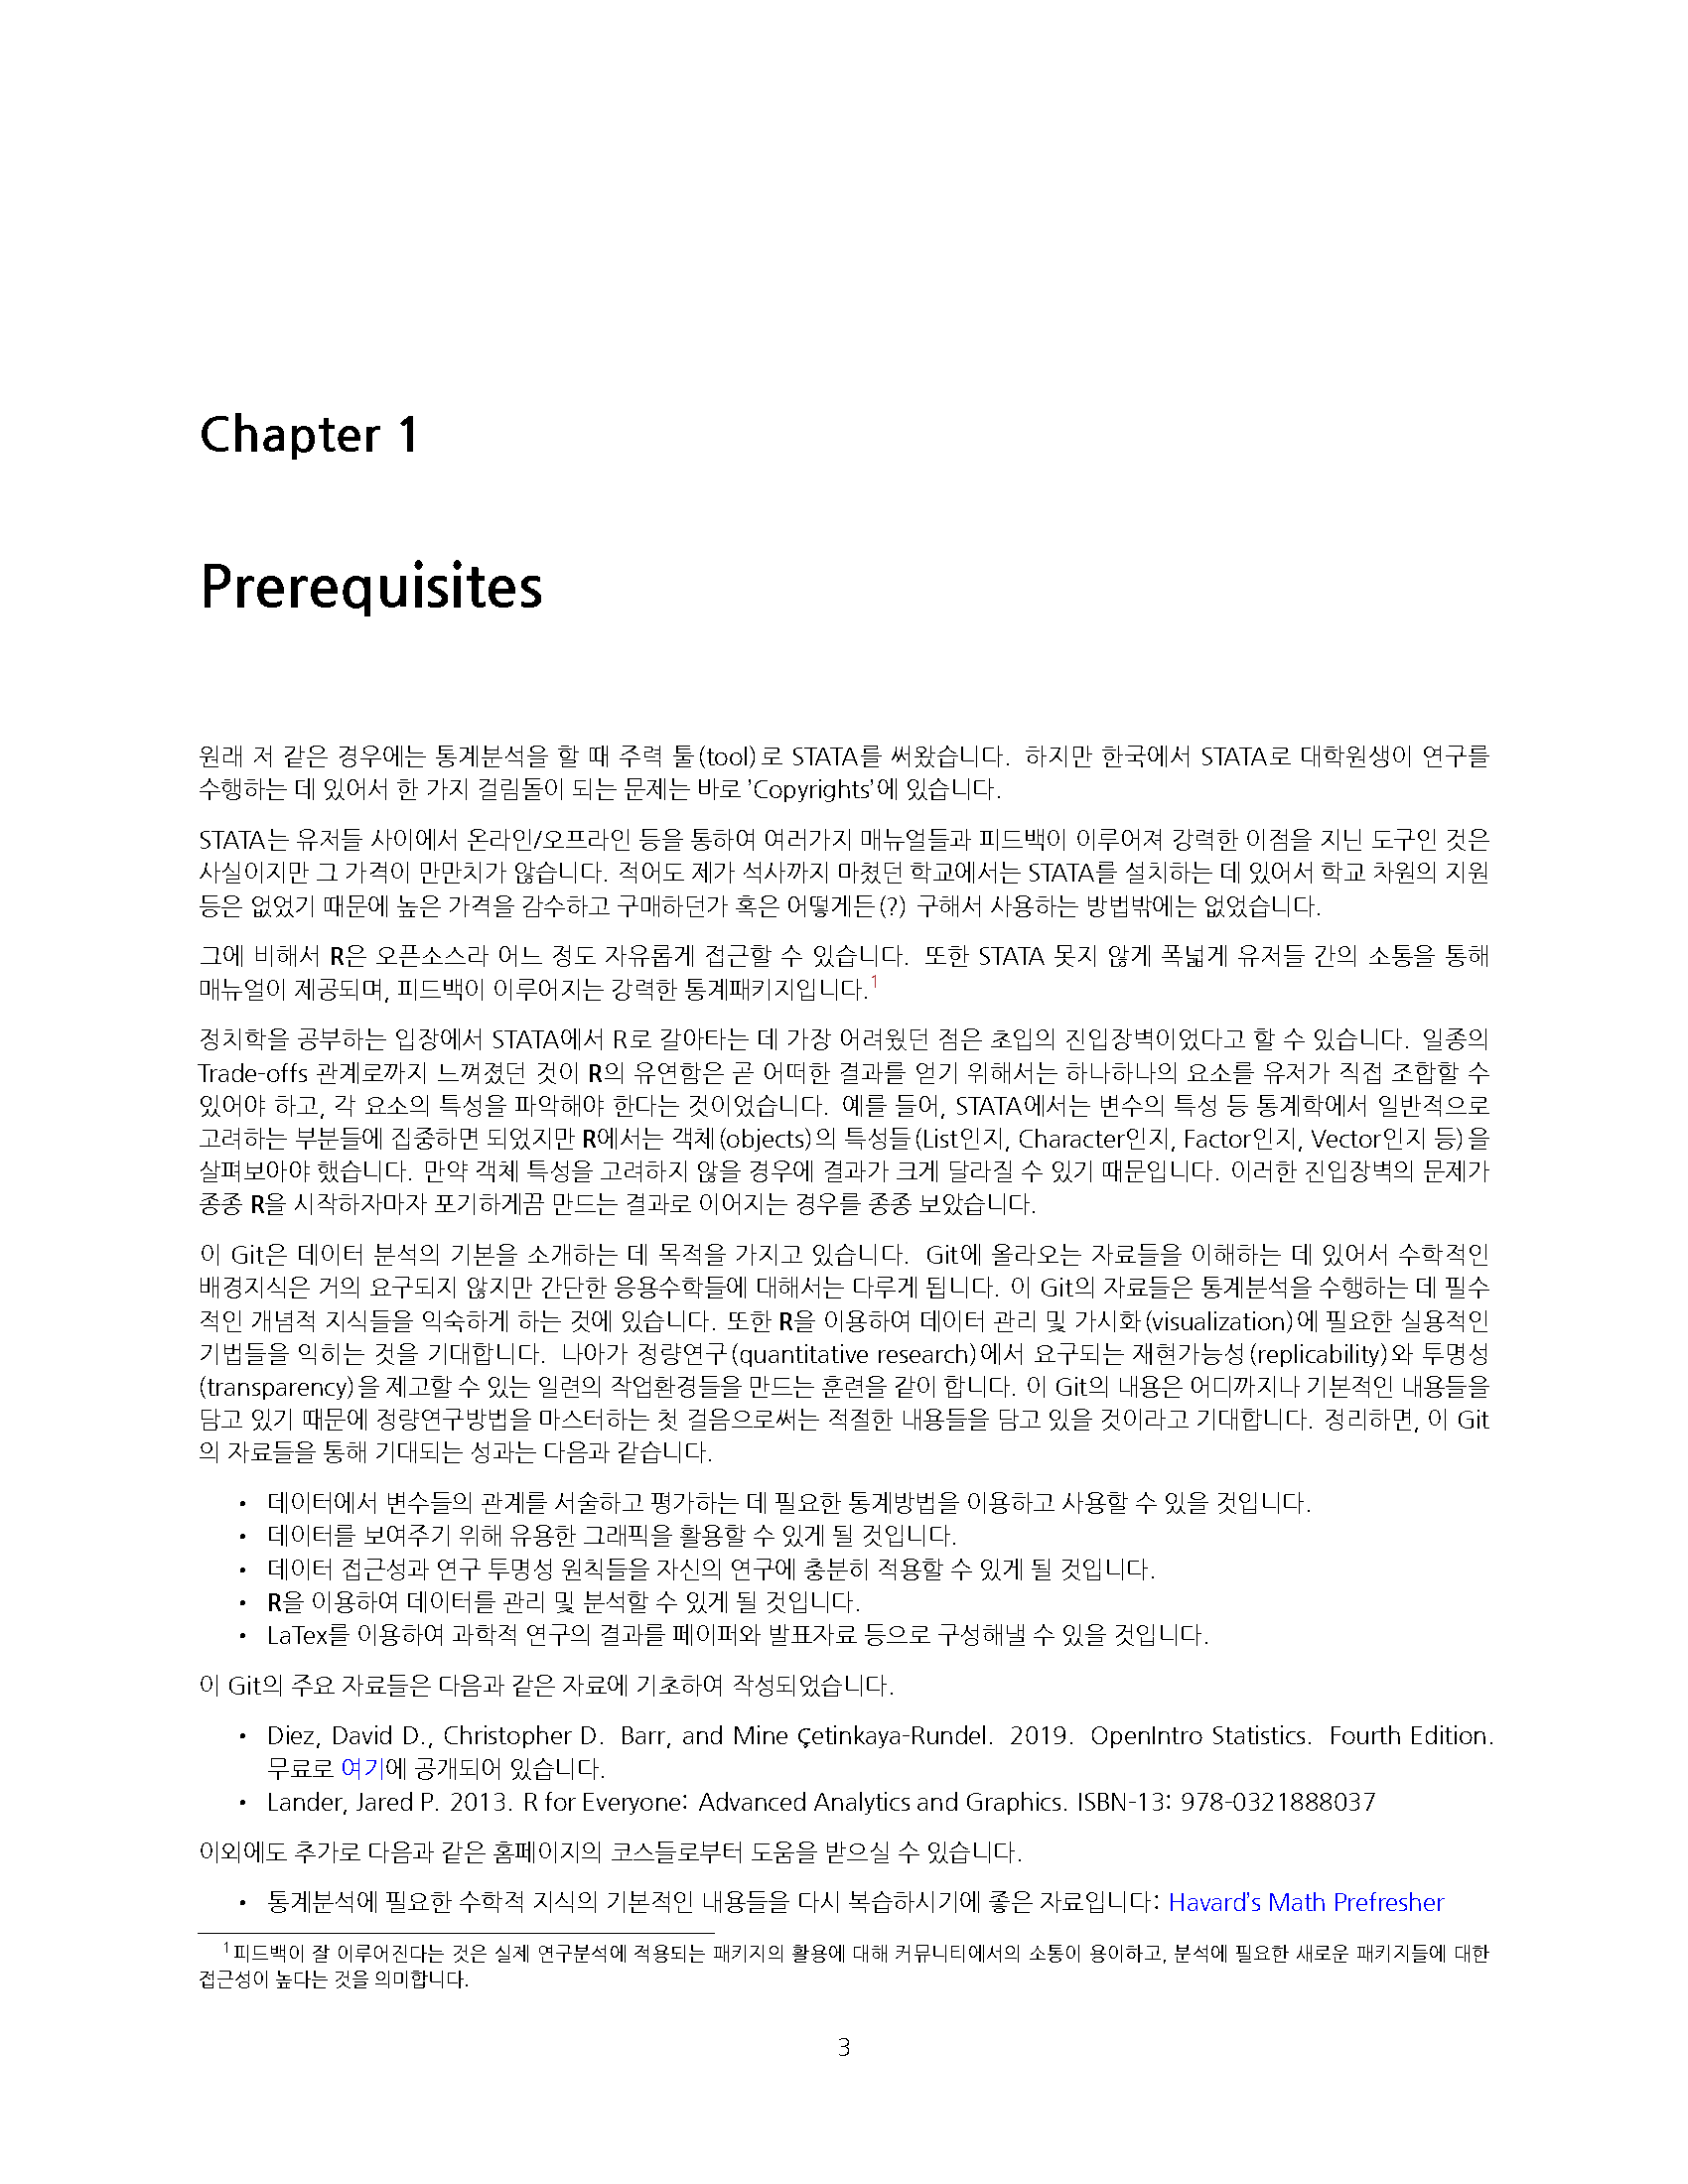 Chapter 1
Prerequisites
원래 저 같은 경우에는 통계분석을 할 때 주력 툴(tool)로 STATA를 써왔습니다. 하지만 한국에서 STATA로 대학원생이 연구를
수행하는 데 있어서 한 가지 걸림돌이 되는 문제는 바로 ’Copyrights’에 있습니다.
STATA는 유저들 사이에서 온라인/오프라인 등을 통하여 여러가지 매뉴얼들과 피드백이 이루어져 강력한 이점을 지닌 도구인 것은
사실이지만 그 가격이 만만치가 않습니다. 적어도 제가 석사까지 마쳤던 학교에서는 STATA를 설치하는 데 있어서 학교 차원의 지원
등은 없었기 때문에 높은 가격을 감수하고 구매하던가 혹은 어떻게든(?) 구해서 사용하는 방법밖에는 없었습니다.
그에 비해서 R은 오픈소스라 어느 정도 자유롭게 접근할 수 있습니다. 또한 STATA 못지 않게 폭넓게 유저들 간의 소통을 통해
매뉴얼이 제공되며, 피드백이 이루어지는 강력한 통계패키지입니다.1
정치학을 공부하는 입장에서 STATA에서 R로 갈아타는 데 가장 어려웠던 점은 초입의 진입장벽이었다고 할 수 있습니다. 일종의
Trade-offs 관계로까지 느껴졌던 것이 R의 유연함은 곧 어떠한 결과를 얻기 위해서는 하나하나의 요소를 유저가 직접 조합할 수
있어야 하고, 각 요소의 특성을 파악해야 한다는 것이었습니다. 예를 들어, STATA에서는 변수의 특성 등 통계학에서 일반적으로
고려하는 부분들에 집중하면 되었지만 R에서는 객체(objects)의 특성들(List인지, Character인지, Factor인지, Vector인지 등)을
살펴보아야 했습니다. 만약 객체 특성을 고려하지 않을 경우에 결과가 크게 달라질 수 있기 때문입니다. 이러한 진입장벽의 문제가
종종 R을 시작하자마자 포기하게끔 만드는 결과로 이어지는 경우를 종종 보았습니다.
이 Git은 데이터 분석의 기본을 소개하는 데 목적을 가지고 있습니다. Git에 올라오는 자료들을 이해하는 데 있어서 수학적인
배경지식은 거의 요구되지 않지만 간단한 응용수학들에 대해서는 다루게 됩니다. 이 Git의 자료들은 통계분석을 수행하는 데 필수
적인 개념적 지식들을 익숙하게 하는 것에 있습니다. 또한 R을 이용하여 데이터 관리 및 가시화(visualization)에 필요한 실용적인
기법들을 익히는 것을 기대합니다. 나아가 정량연구(quantitative research)에서 요구되는 재현가능성(replicability)와 투명성
(transparency)을 제고할 수 있는 일련의 작업환경들을 만드는 훈련을 같이 합니다. 이 Git의 내용은 어디까지나 기본적인 내용들을
담고 있기 때문에 정량연구방법을 마스터하는 첫 걸음으로써는 적절한 내용들을 담고 있을 것이라고 기대합니다. 정리하면, 이 Git
의 자료들을 통해 기대되는 성과는 다음과 같습니다.
• 데이터에서 변수들의 관계를 서술하고 평가하는 데 필요한 통계방법을 이용하고 사용할 수 있을 것입니다.
• 데이터를 보여주기 위해 유용한 그래픽을 활용할 수 있게 될 것입니다.
• 데이터 접근성과 연구 투명성 원칙들을 자신의 연구에 충분히 적용할 수 있게 될 것입니다.
• R을 이용하여 데이터를 관리 및 분석할 수 있게 될 것입니다.
• LaTex를 이용하여 과학적 연구의 결과를 페이퍼와 발표자료 등으로 구성해낼 수 있을 것입니다.
이 Git의 주요 자료들은 다음과 같은 자료에 기초하여 작성되었습니다.
• Diez, David D., Christopher D. Barr, and Mine çetinkaya-Rundel. 2019. OpenIntro Statistics. Fourth Edition.
무료로 여기에 공개되어 있습니다.
• Lander, Jared P. 2013. R for Everyone: Advanced Analytics and Graphics. ISBN-13: 978-0321888037
이외에도 추가로 다음과 같은 홈페이지의 코스들로부터 도움을 받으실 수 있습니다.
• 통계분석에 필요한 수학적 지식의 기본적인 내용들을 다시 복습하시기에 좋은 자료입니다: Havard’s Math Prefresher
1피드백이 잘 이루어진다는 것은 실제 연구분석에 적용되는 패키지의 활용에 대해 커뮤니티에서의 소통이 용이하고, 분석에 필요한 새로운 패키지들에 대한
접근성이 높다는 것을 의미합니다.
3